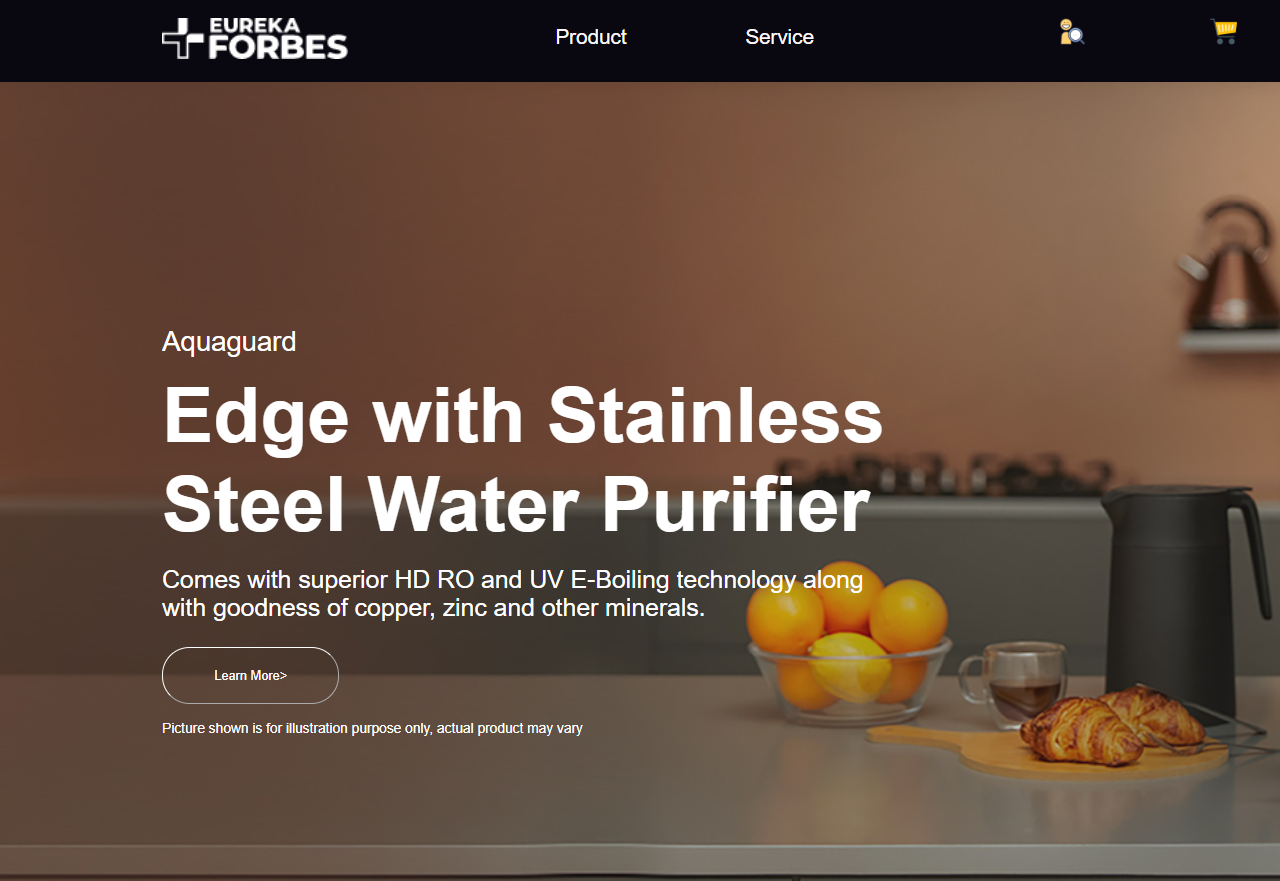 EUREKA
FORBES
Product
Service
Aquaguard
Edge with Stainless
Steel Water Purifier
Comes with superior HD RO and UV E-Boiling technology along
with goodness of copper, zinc and other minerals.
Learn More>
Picture shown is for illustration purpose only, actual product may vary